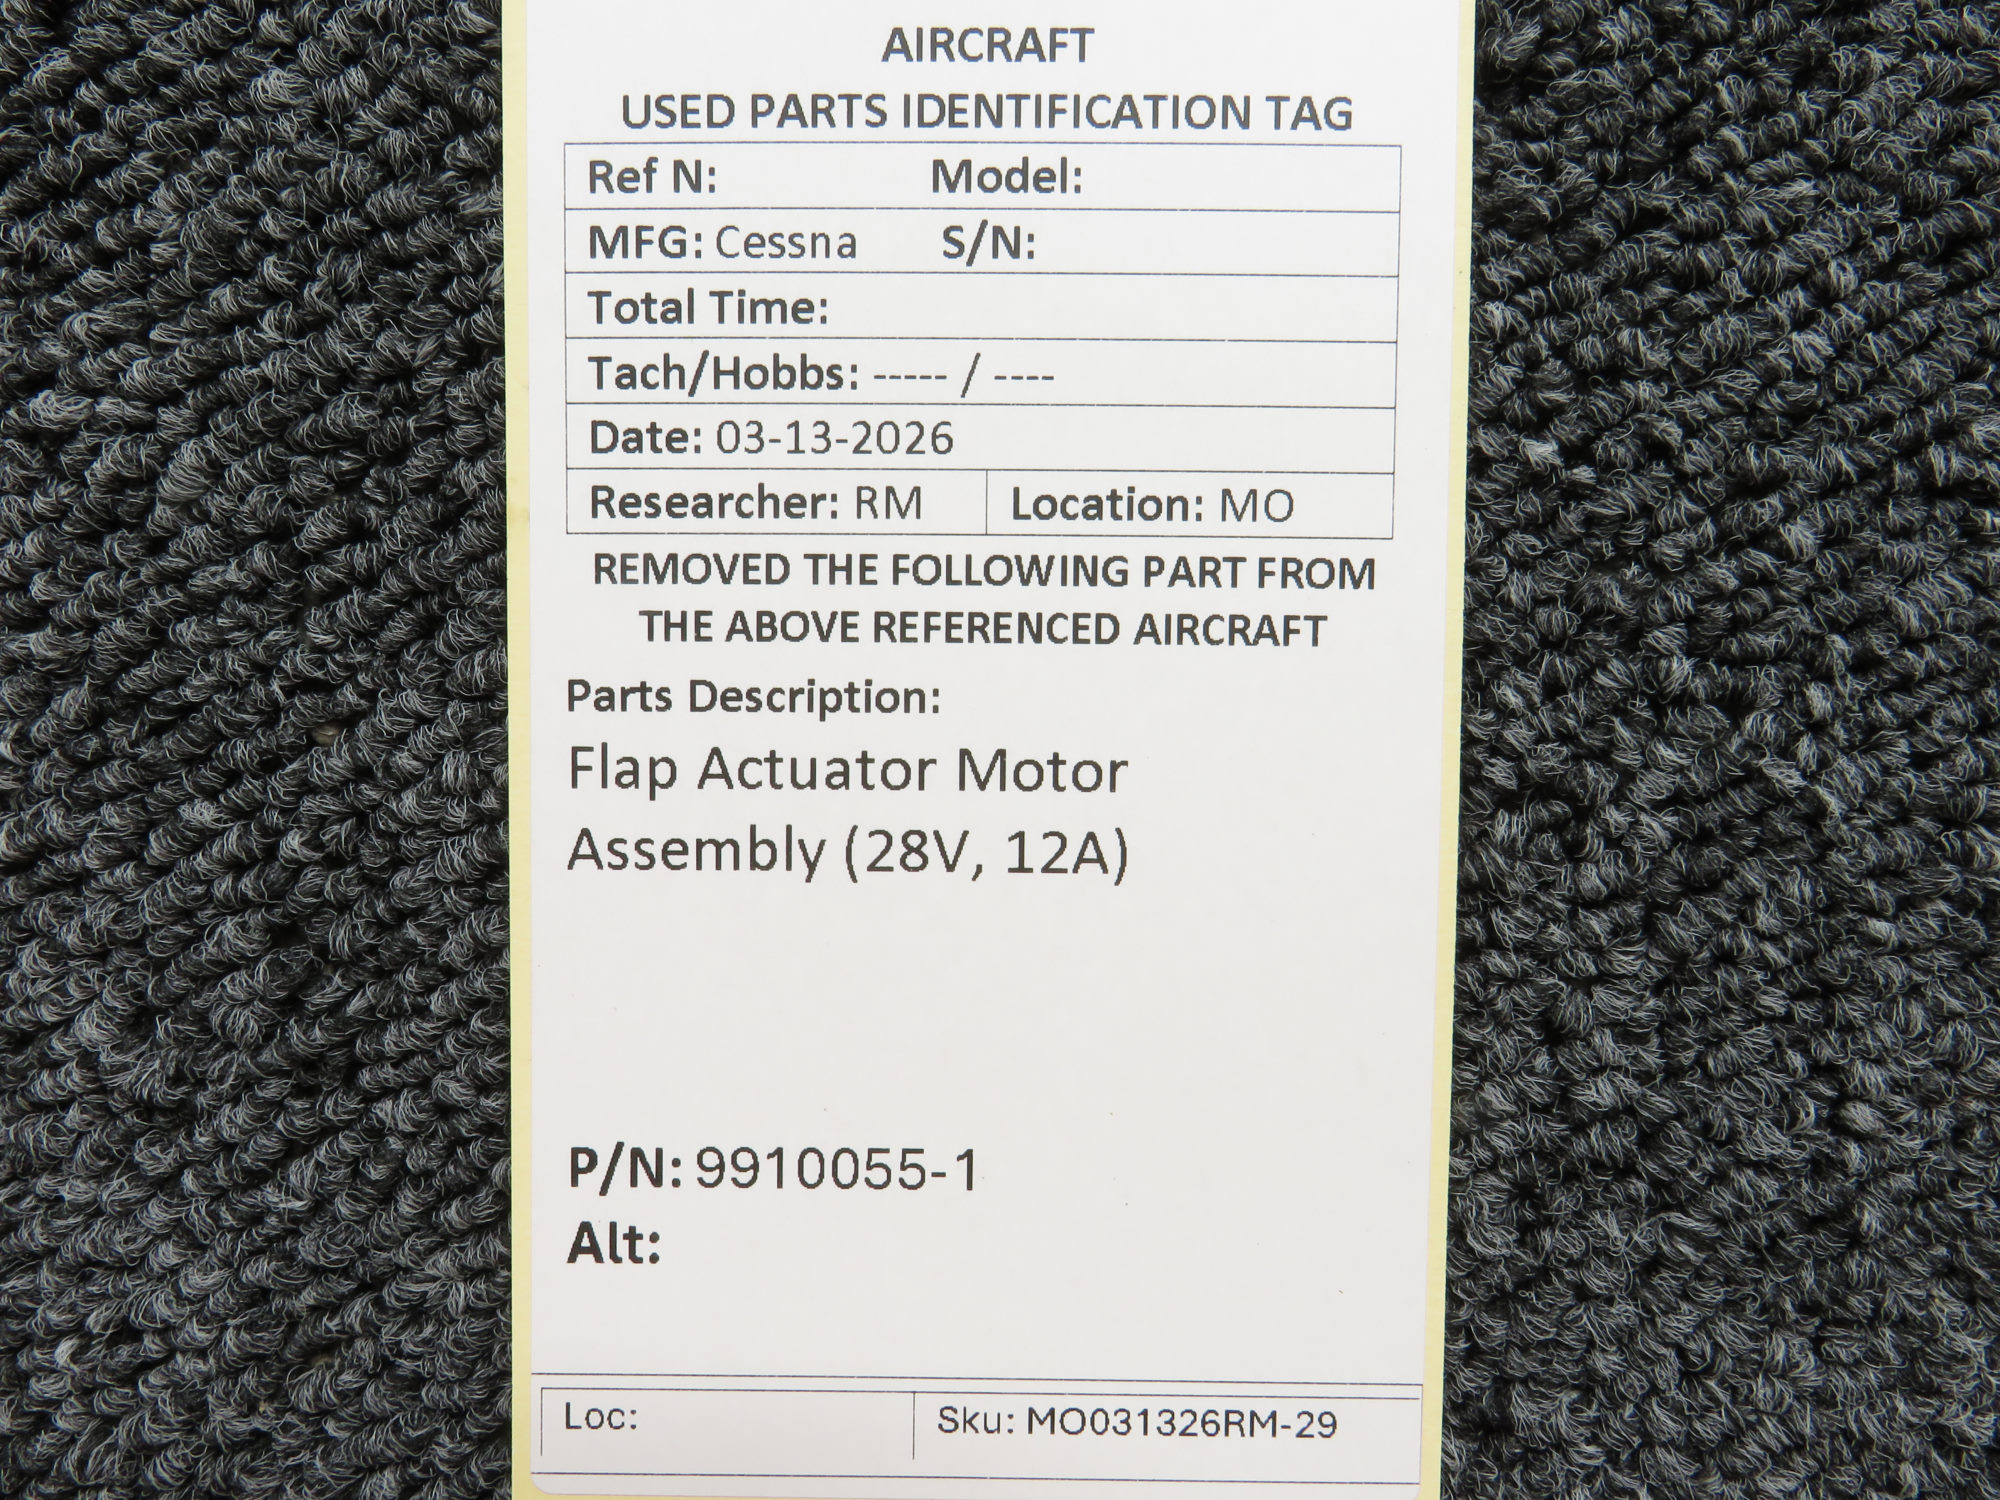 AIRCRAFT
USED PARTS IDENTIFICATION TAG
Ref N: Model:
MFG: Cessna S/N:
Total Time:
Tach/Hobbs: ----- / ----
Date: 03-13-2026
Researcher: RM Location: MO
REMOVED THE FOLLOWING PART FROM
THE ABOVE REFERENCED AIRCRAFT
Parts Description:
Flap Actuator Motor
Assembly (28V, 12A)
P/N: 9910055-1
Alt:
Loc: Sku: MO031326RM-29